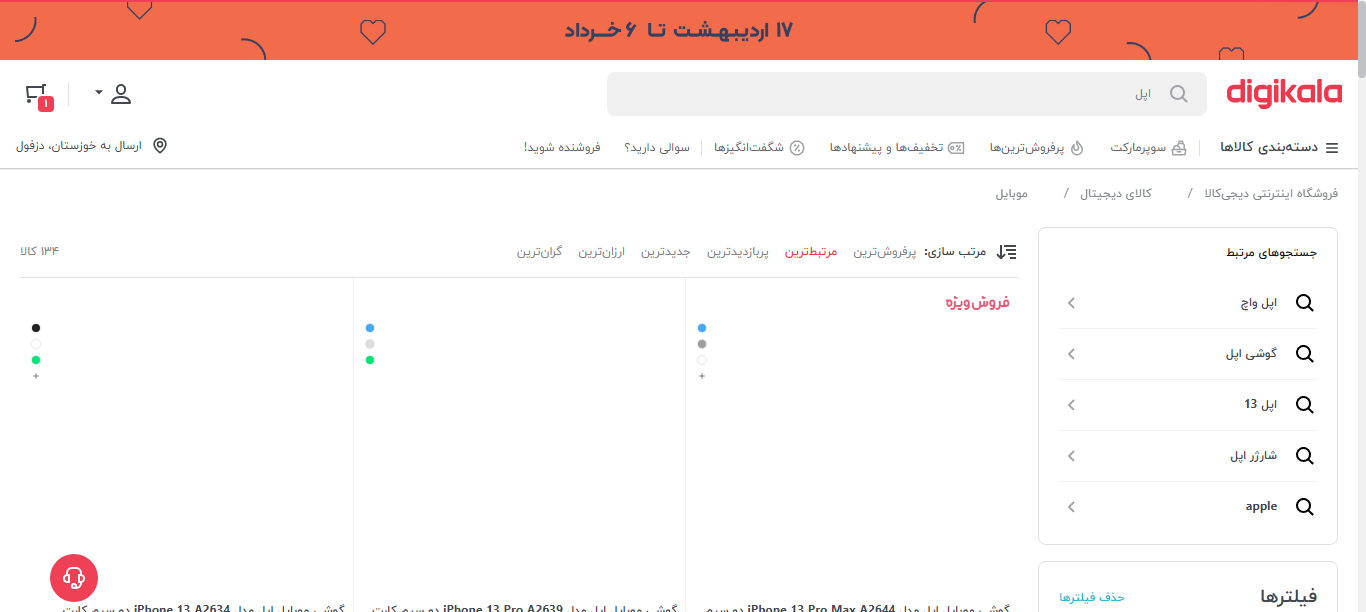 ۱۷ اردیبهشت تا ۶ خرداد
digikala
اپل
۱
دسته‌بندی کالاها
سوپرمارکت
پرفروش‌ترین‌ها
تخفیف‌ها و پیشنهادها
شگفت‌انگیزها
سوالی دارید؟
فروشنده شوید!
ارسال به خوزستان، دزفول
فروشگاه اینترنتی دیجی‌کالا / کالای دیجیتال / موبایل
جستجوهای مرتبط
اپل واچ
گوشی اپل
اپل 13
شارژر اپل
apple
فیلترها
حذف فیلترها
مرتب سازی: پرفروش‌ترین مرتبط‌ترین پربازدیدترین جدیدترین ارزان‌ترین گران‌ترین
۱۳۴ کالا
فروش ویژه
+
+
گوشی موبایل اپل مدل iPhone 13 Pro Max A2644 دو سیم
گوشی موبایل اپل مدل iPhone 13 Pro A2639 دو سیم کارت
گوشی موبایل اپل مدل iPhone 13 A2634 دو سیم کارت